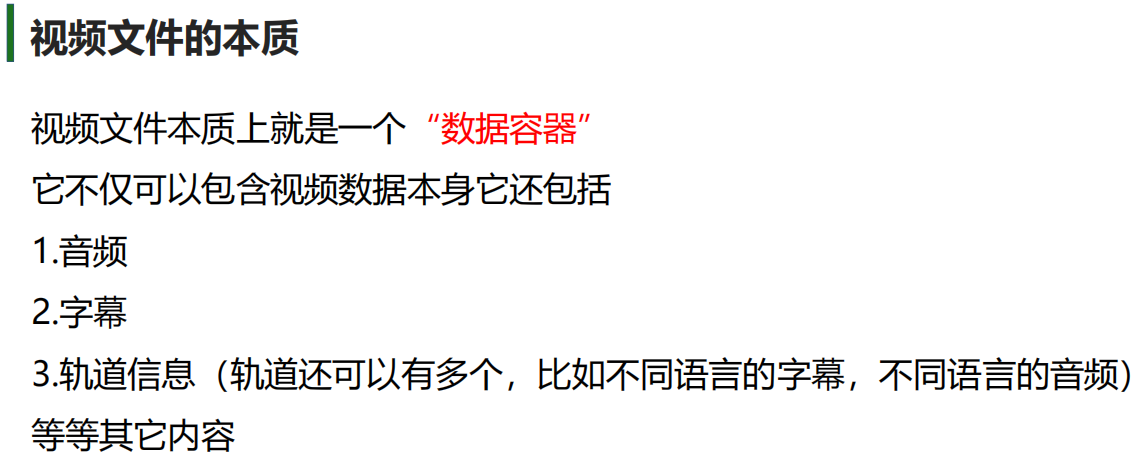 视频文件的本质
视频文件本质上就是一个“数据容器”
它不仅可以包含视频数据本身它还包括
1.音频
2.字幕
3.轨道信息（轨道还可以有多个，比如不同语言的字幕，不同语言的音频）
等等其它内容